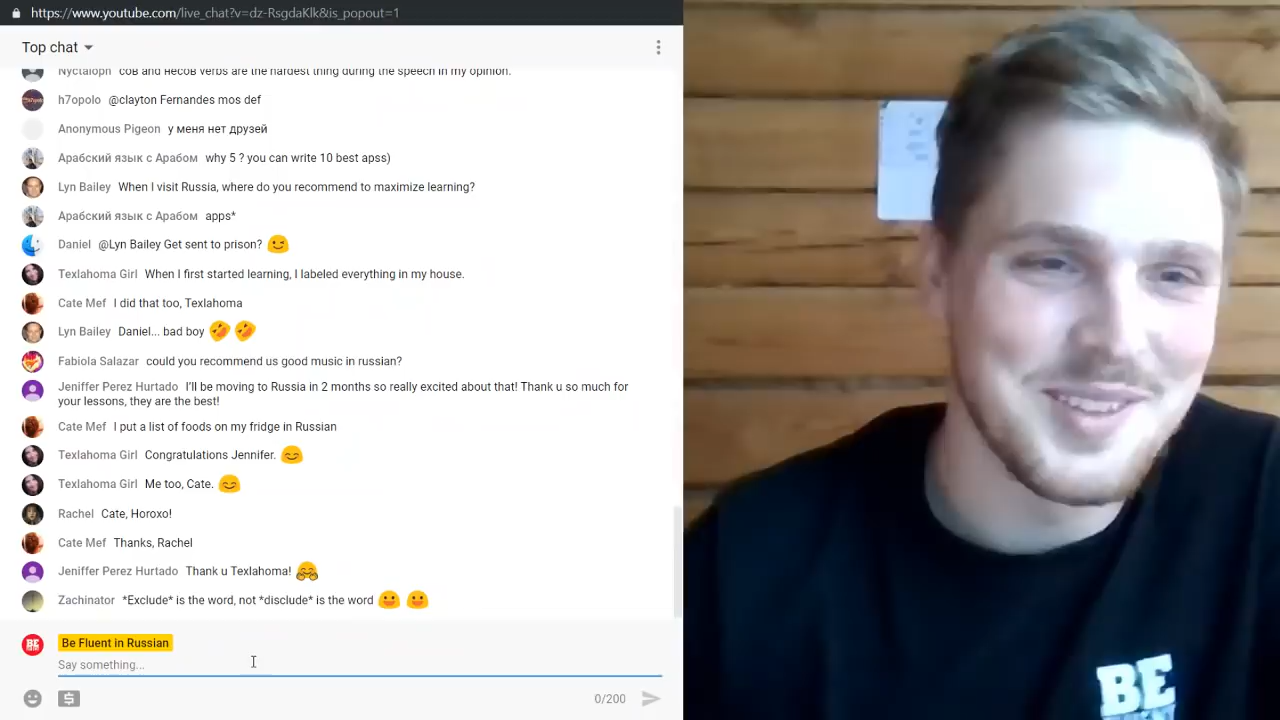 https://www.youtube.com/live_chat?v=dz-RsgdaKlk&is_popout=1
Top chat
Nyctaloph сов and несов verbs are the hardest thing during the speech in my opinion.
h7opolo @clayton Fernandes mos def
Anonymous Pigeon у меня нет друзей
Арабский язык с Арабом why 5 ? you can write 10 best apss)
Lyn Bailey When I visit Russia, where do you recommend to maximize learning?
Арабский язык с Арабом apps*
Daniel @Lyn Bailey Get sent to prison?
Texlahoma Girl When I first started learning, I labeled everything in my house.
Cate Mef I did that too, Texlahoma
Lyn Bailey Daniel... bad boy
Fabiola Salazar could you recommend us good music in russian?
Jeniffer Perez Hurtado I'll be moving to Russia in 2 months so really excited about that! Thank u so much for
your lessons, they are the best!
Cate Mef I put a list of foods on my fridge in Russian
Texlahoma Girl Congratulations Jennifer.
Texlahoma Girl Me too, Cate.
Rachel Cate, Horoxo!
Cate Mef Thanks, Rachel
Jeniffer Perez Hurtado Thank u Texlahoma!
Zachinator *Exclude* is the word, not *disclude* is the word
Be Fluent in Russian
Say something...
0/200
BE